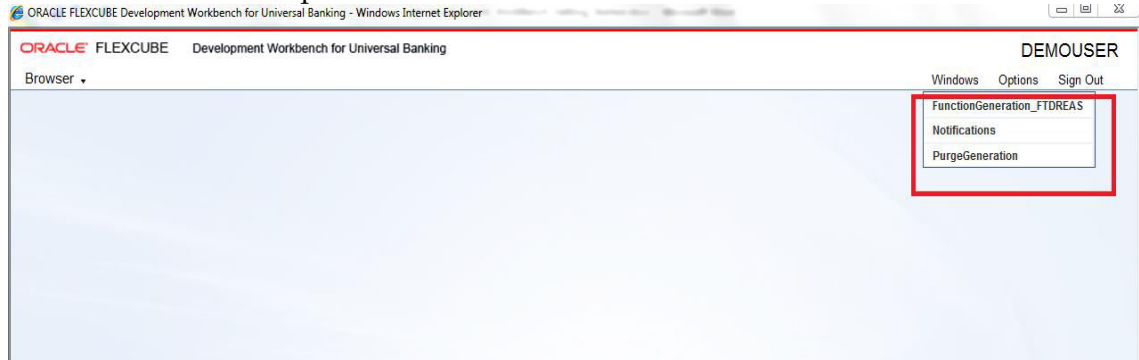 ORACLE FLEXCUBE Development Workbench for Universal Banking - Windows Internet Explorer
ORACLE FLEXCUBE Development Workbench for Universal Banking DEMOUSER
Browser Windows Options Sign Out
FunctionGeneration_FTDREAS
Notifications
PurgeGeneration